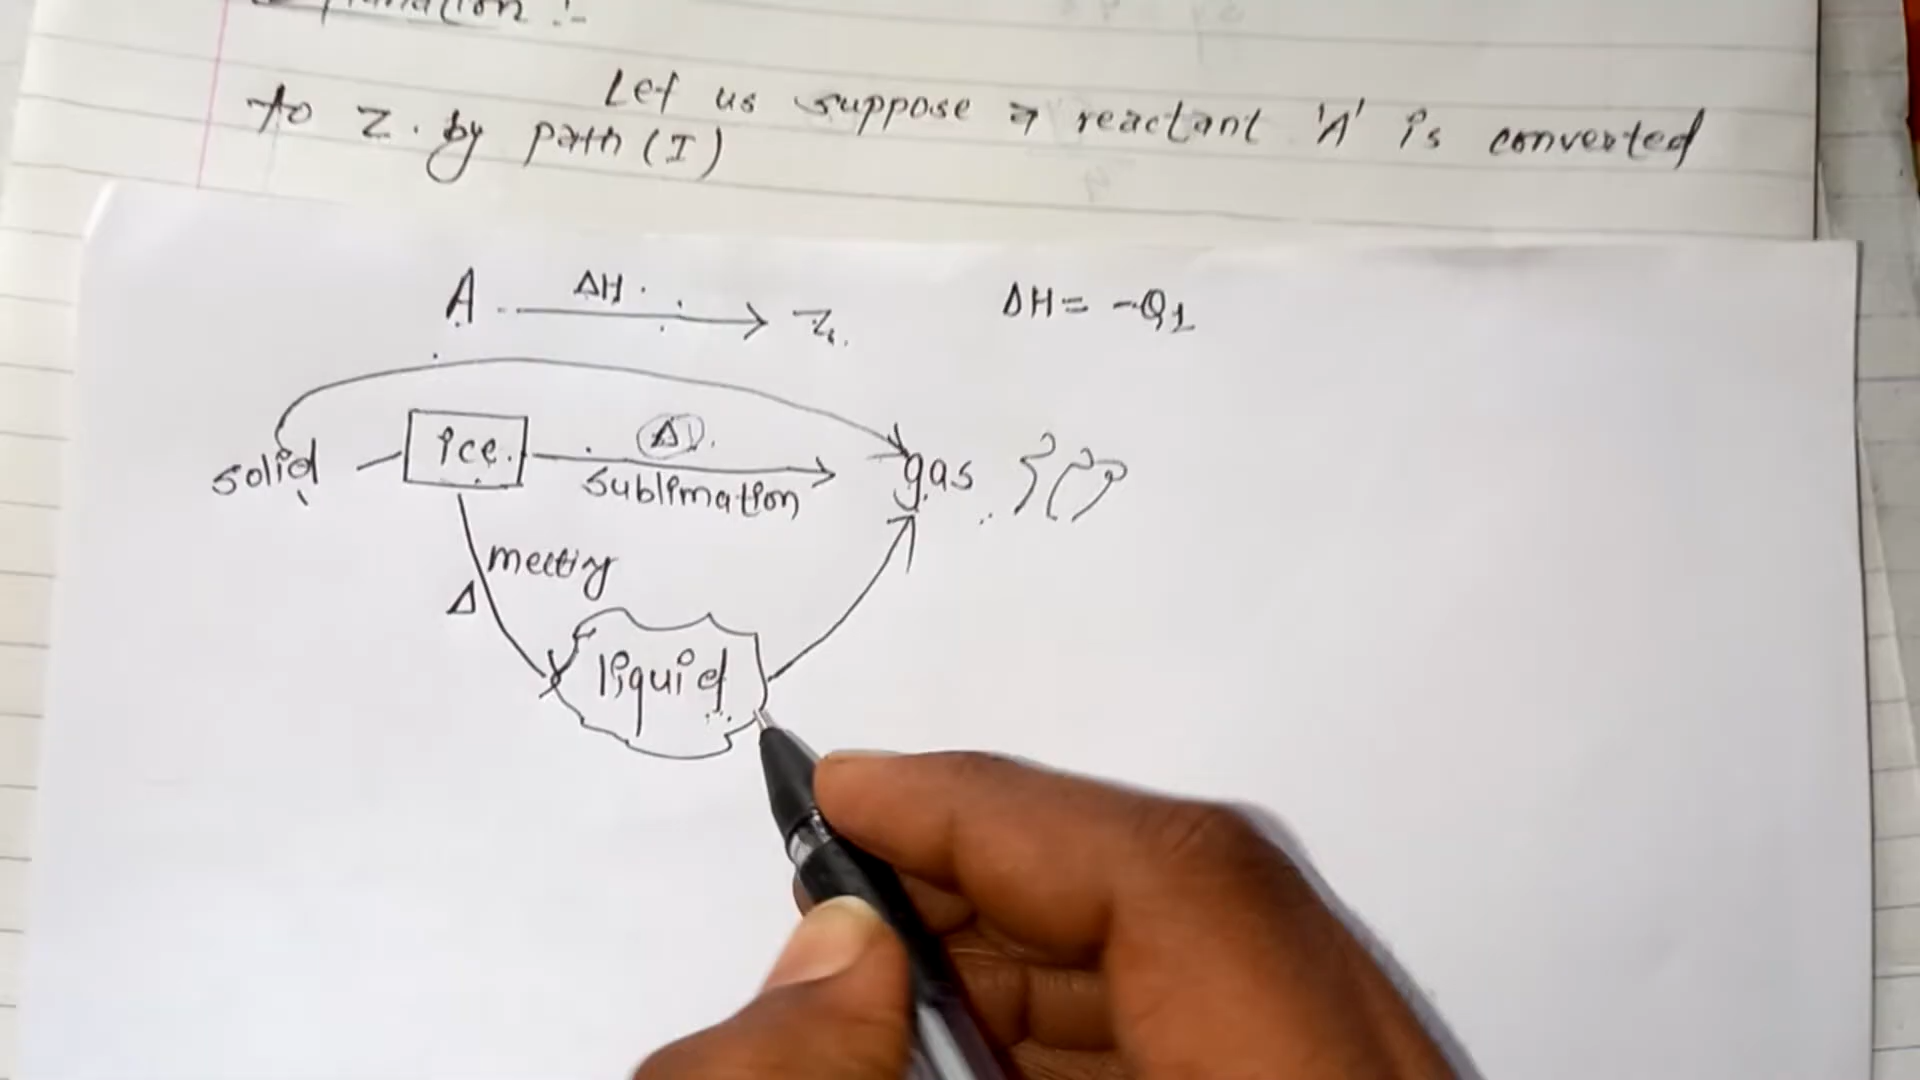 Let us suppose a reactant 'A' is converted
to Z. by path (I)
A ΔH Z.
ΔH = -Q1
solid ice. Δ sublimation gas
melting
Δ
liquid